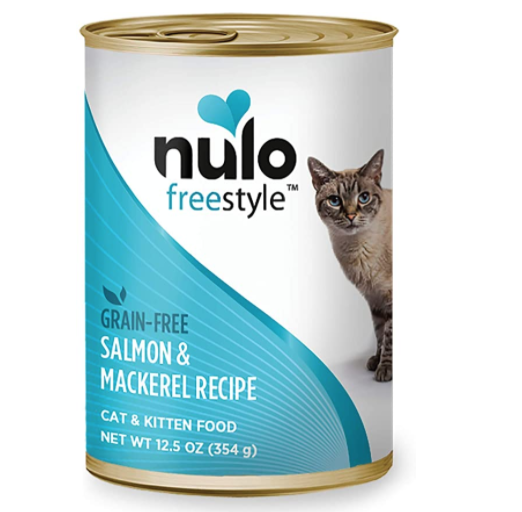 nulo
freestyle™
GRAIN-FREE
SALMON &
MACKEREL RECIPE
CAT & KITTEN FOOD
NET WT 12.5 OZ (354 g)